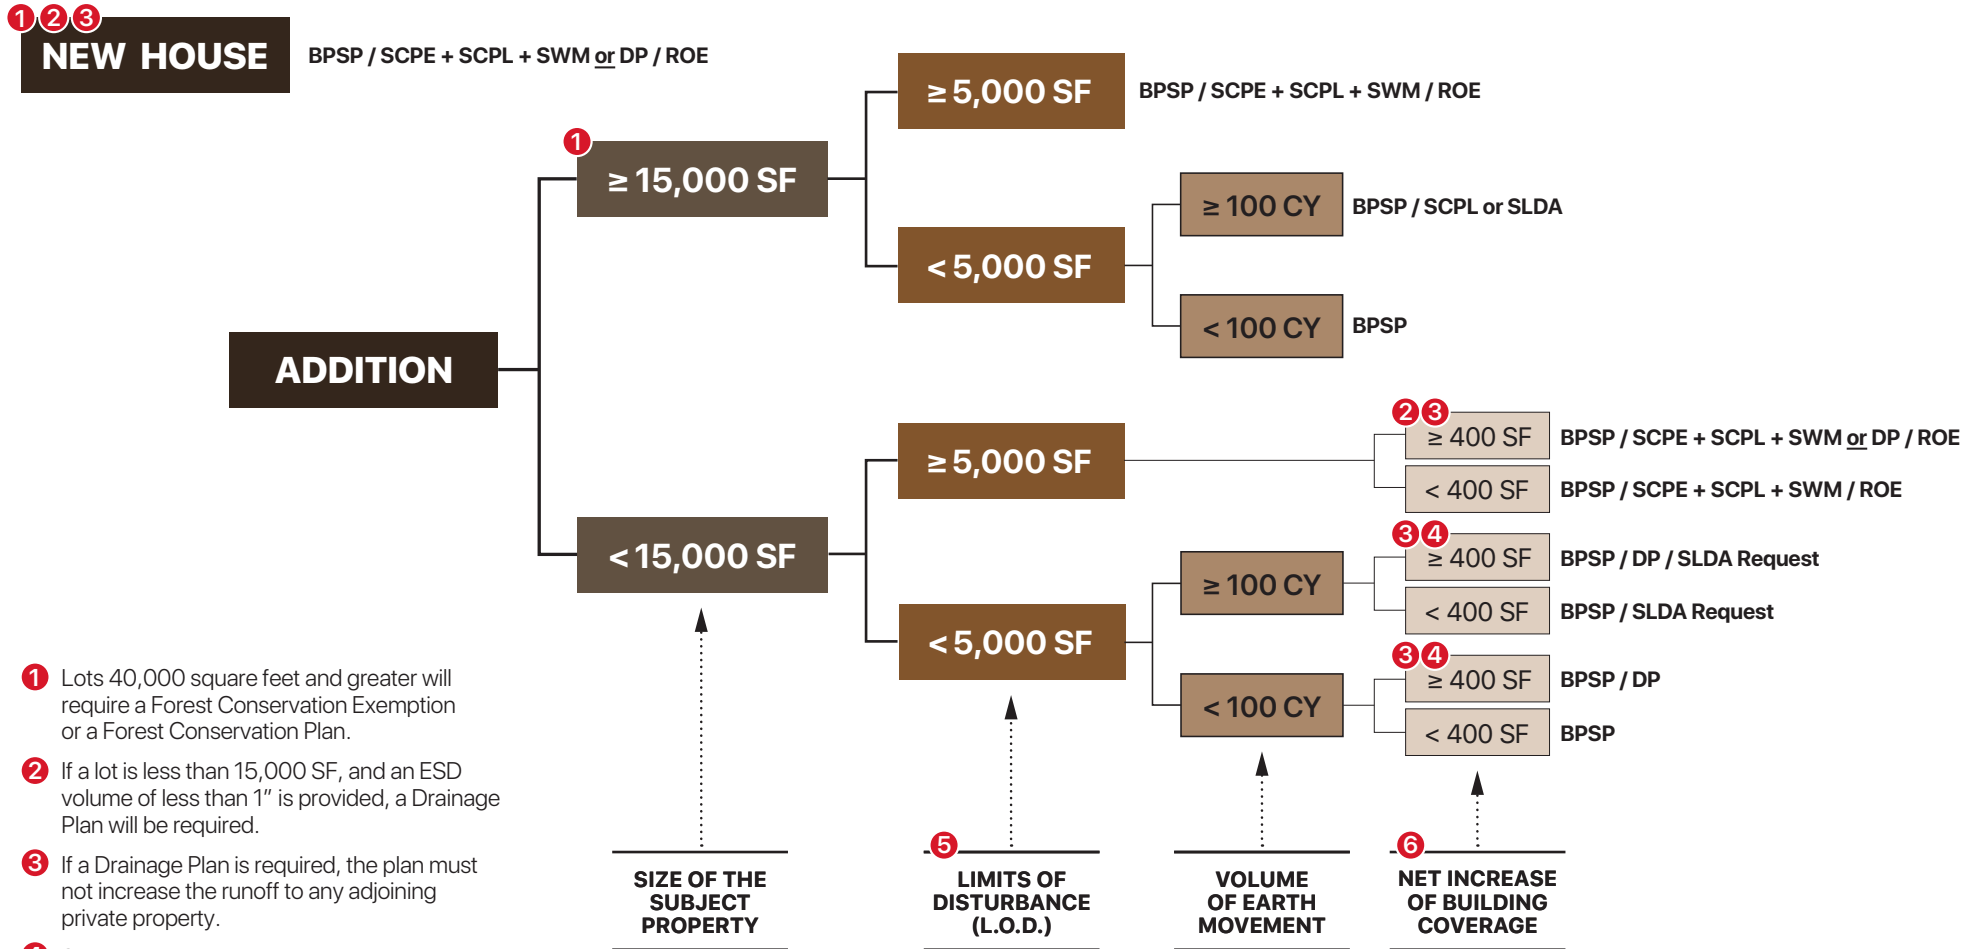 1 2 3
NEW HOUSE
BPSP / SCPE + SCPL + SWM or DP / ROE
ADDITION
1
≥ 15,000 SF
≥ 5,000 SF
BPSP / SCPE + SCPL + SWM / ROE
< 5,000 SF
≥ 100 CY
BPSP / SCPL or SLDA
< 100 CY
BPSP
< 15,000 SF
≥ 5,000 SF
2 3
≥ 400 SF
BPSP / SCPE + SCPL + SWM or DP / ROE
< 400 SF
BPSP / SCPE + SCPL + SWM / ROE
< 5,000 SF
≥ 100 CY
3 4
≥ 400 SF
BPSP / DP / SLDA Request
< 400 SF
BPSP / SLDA Request
< 100 CY
3 4
≥ 400 SF
BPSP / DP
< 400 SF
BPSP
1 Lots 40,000 square feet and greater will
require a Forest Conservation Exemption
or a Forest Conservation Plan.
2 If a lot is less than 15,000 SF, and an ESD
volume of less than 1” is provided, a Drainage
Plan will be required.
3 If a Drainage Plan is required, the plan must
not increase the runoff to any adjoining
private property.
SIZE OF THE
SUBJECT
PROPERTY
5
LIMITS OF
DISTURBANCE
(L.O.D.)
VOLUME
OF EARTH
MOVEMENT
6
NET INCREASE
OF BUILDING
COVERAGE